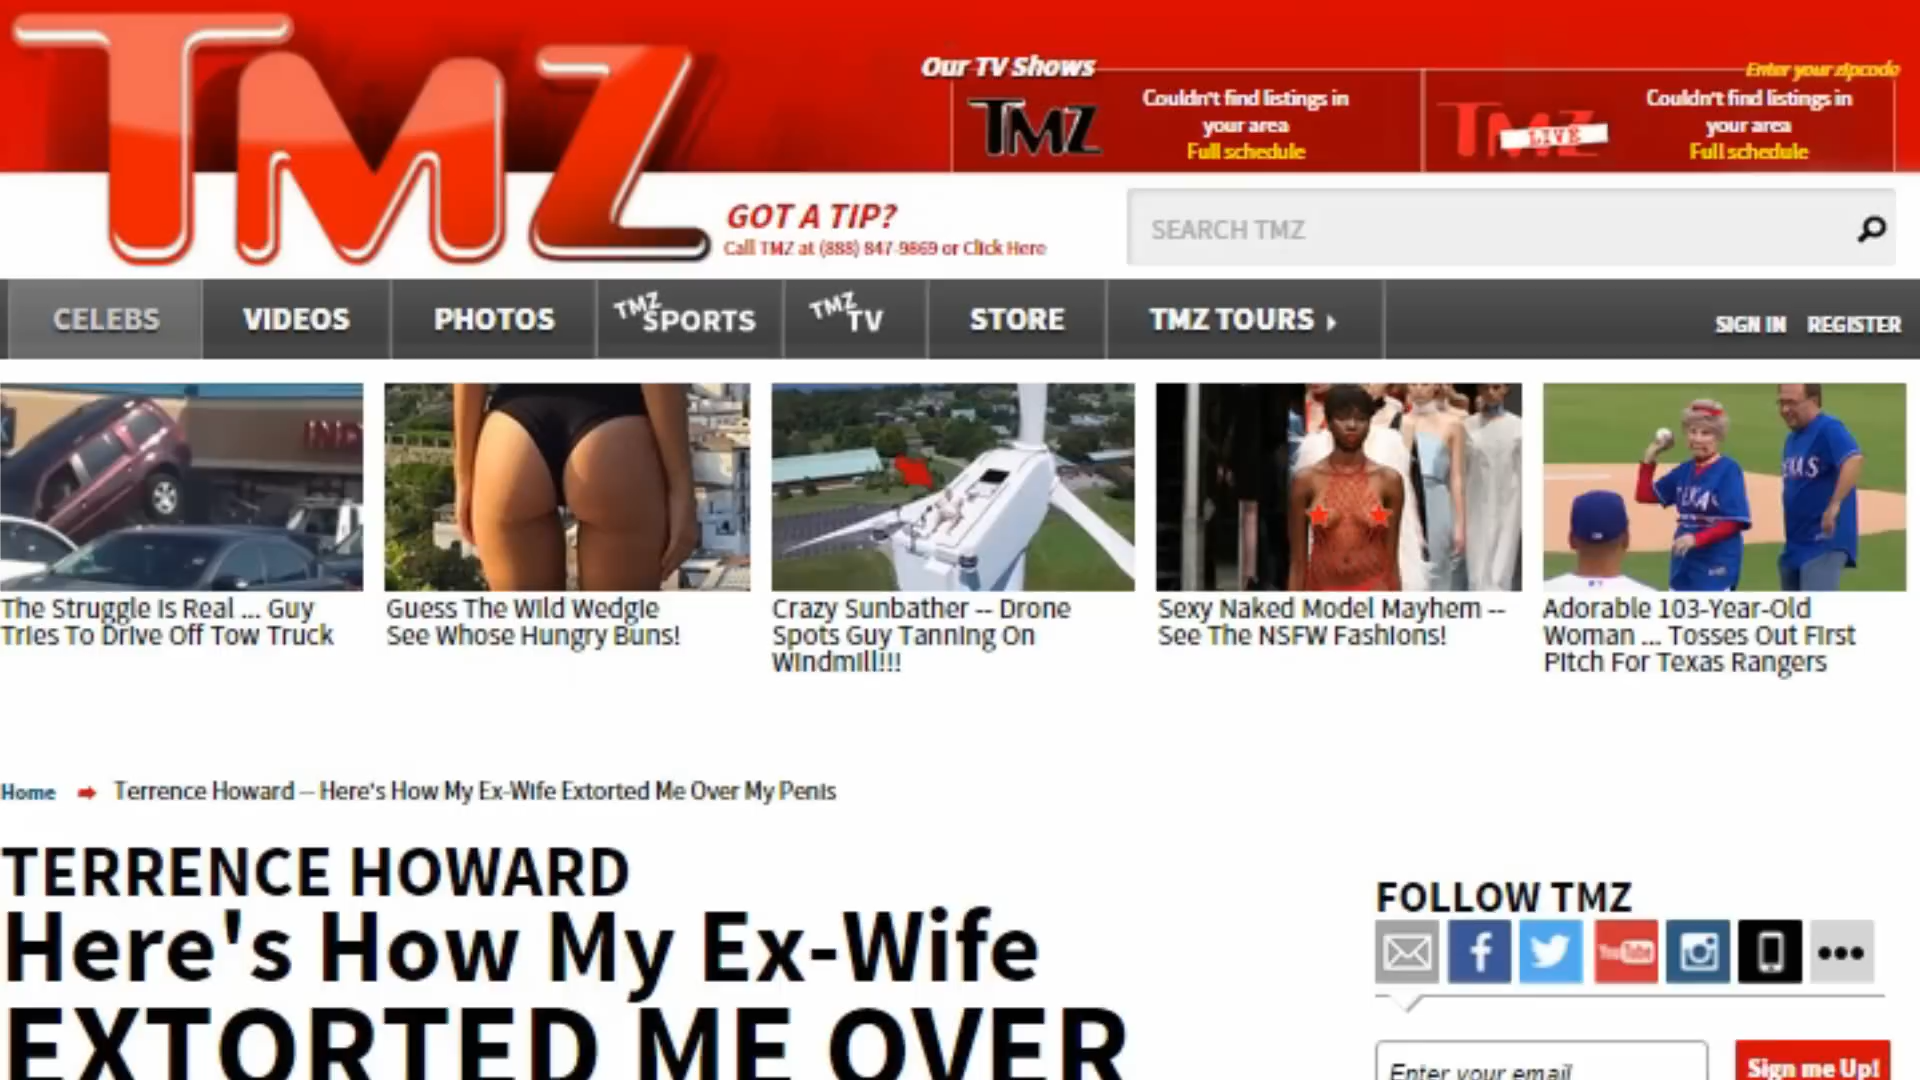 TMZ
Our TV Shows
Enter your zipcode
TMZ
Couldn't find listings in
your area
Full schedule
TMZ
LIVE
Couldn't find listings in
your area
Full schedule
GOT A TIP?
Call TMZ at (888) 847-9869 or Click Here
SEARCH TMZ
CELEBS
VIDEOS
PHOTOS
TMZ SPORTS
TMZ TV
STORE
TMZ TOURS
SIGN IN
REGISTER
IND
TEXAS
The Struggle Is Real ... Guy
Tries To Drive Off Tow Truck
Guess The Wild Wedgie
See Whose Hungry Buns!
Crazy Sunbather -- Drone
Spots Guy Tanning On
Windmill!!!
Sexy Naked Model Mayhem --
See The NSFW Fashions!
Adorable 103-Year-Old
Woman ... Tosses Out First
Pitch For Texas Rangers
Home
Terrence Howard -- Here's How My Ex-Wife Extorted Me Over My Penis
TERRENCE HOWARD
Here's How My Ex-Wife
EXTORTED ME OVER
FOLLOW TMZ
YouTube
Enter your email
Sign me Up!